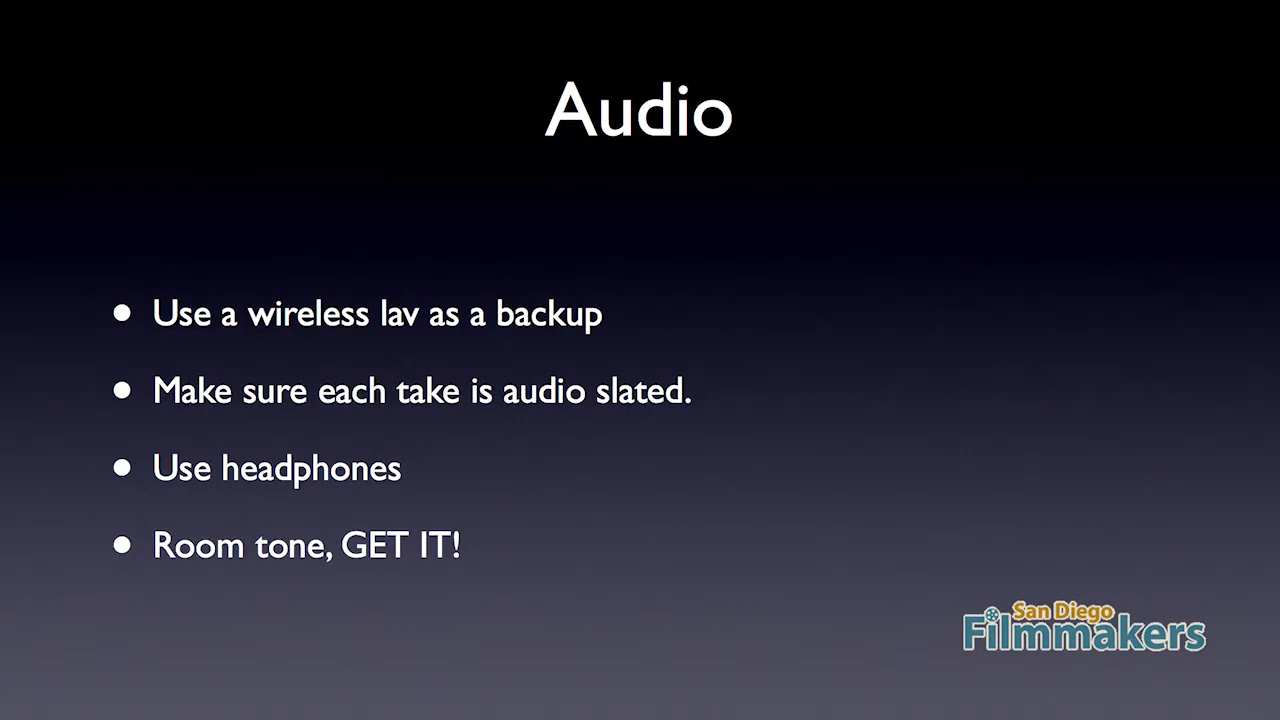 Audio
• Use a wireless lav as a backup
• Make sure each take is audio slated.
• Use headphones
• Room tone, GET IT!
San Diego
Filmmakers